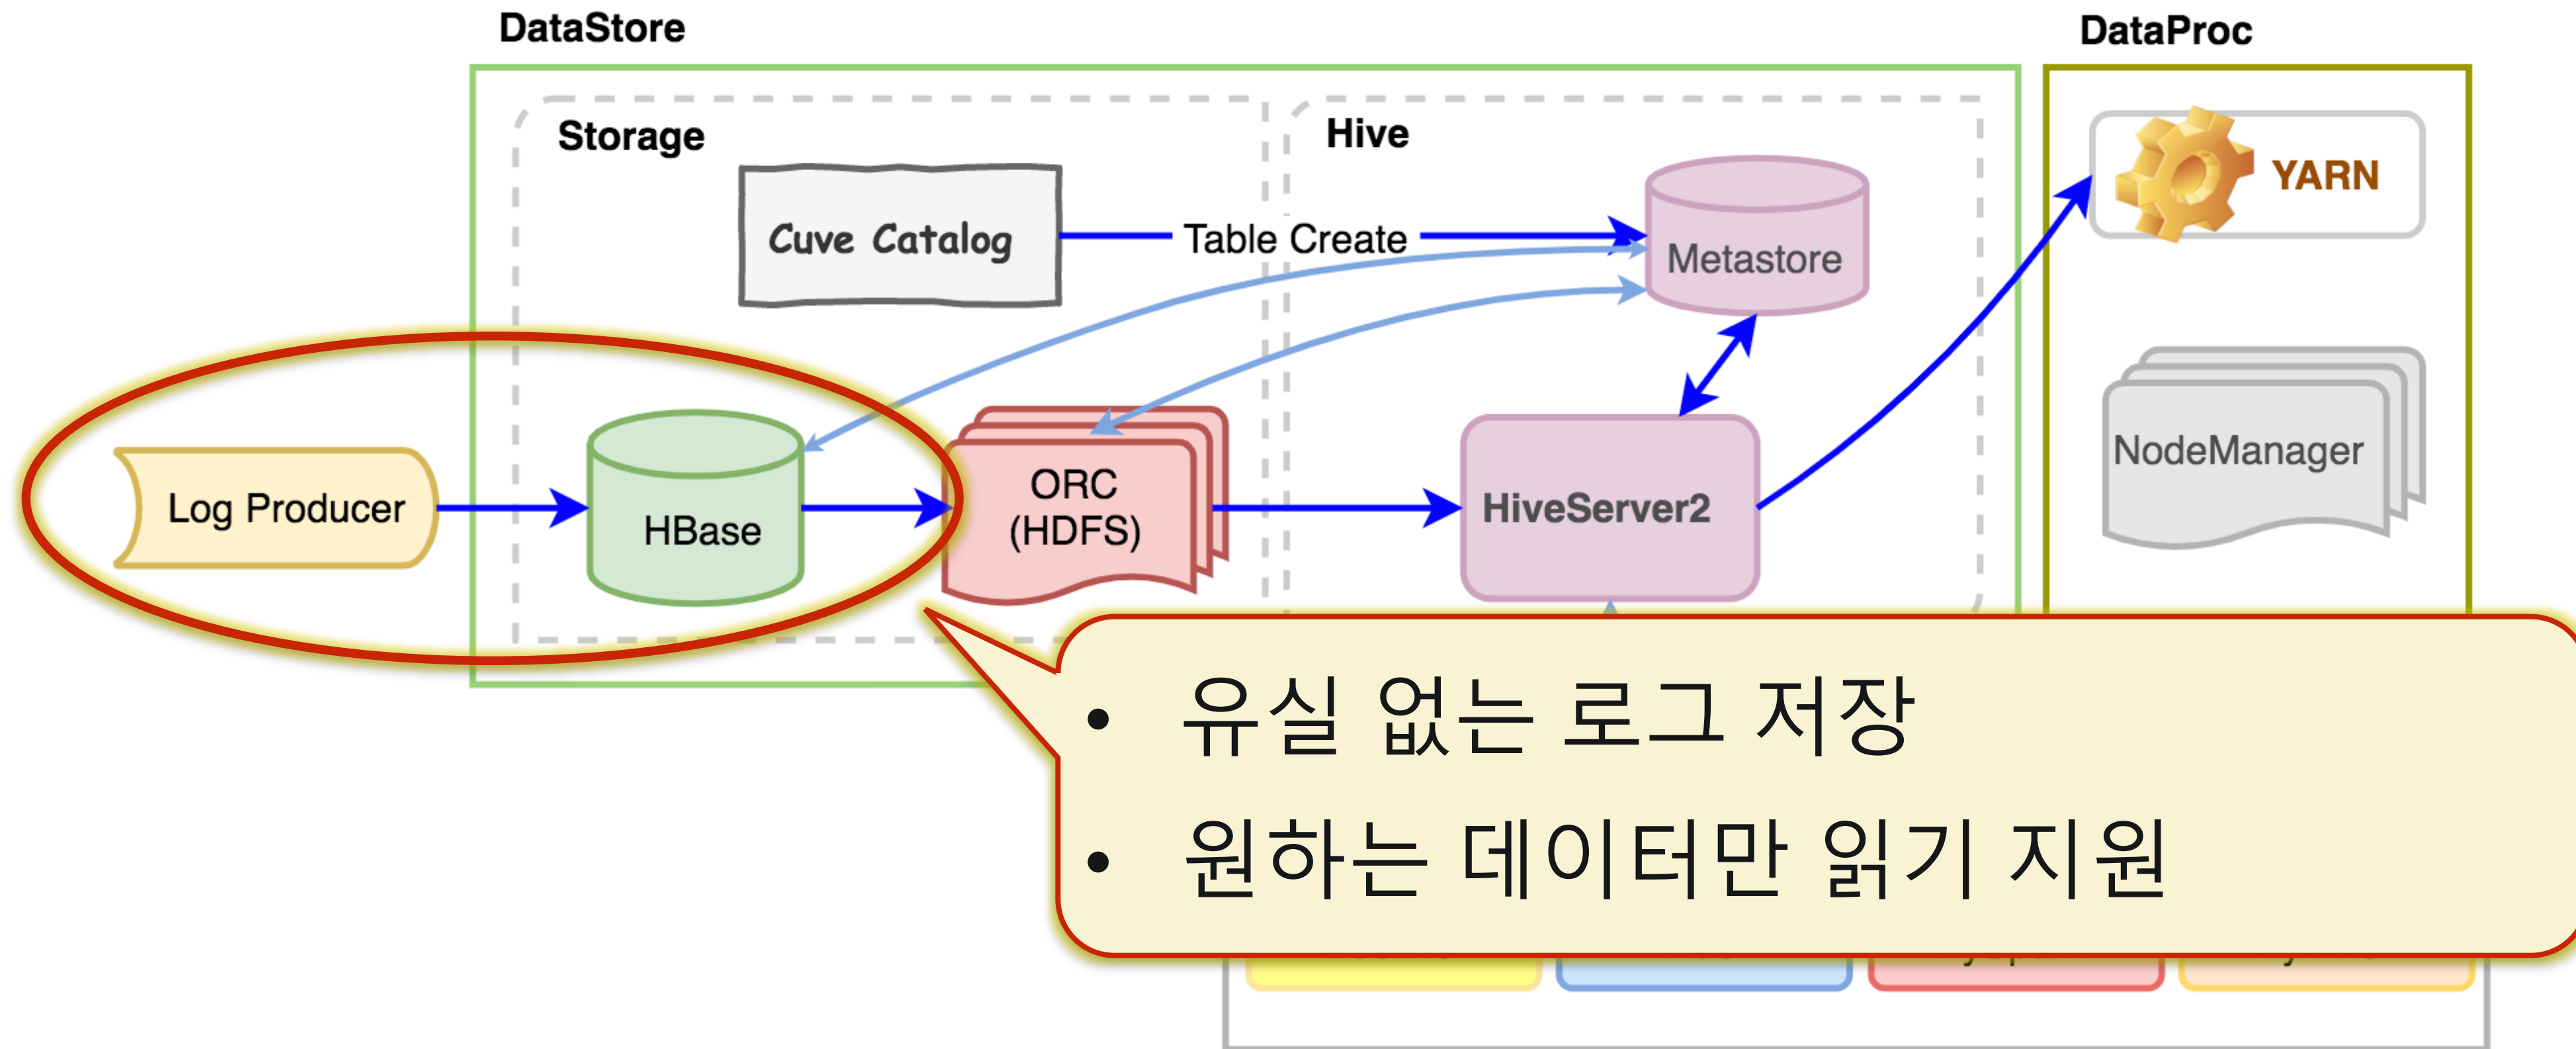 DataStore
DataProc
Storage
Hive
YARN
Cuve Catalog
Table Create
Metastore
NodeManager
Log Producer
HBase
ORC
(HDFS)
HiveServer2
• 유실 없는 로그 저장
• 원하는 데이터만 읽기 지원